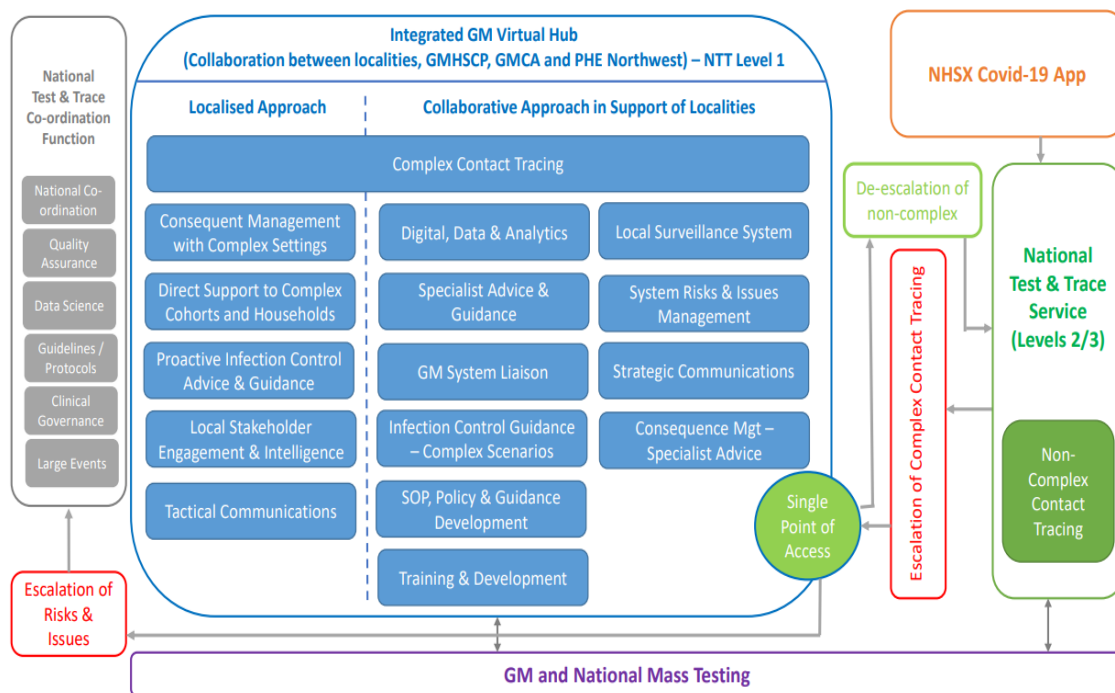 National
Test & Trace
Co-ordination
Function
National Co-
ordination
Quality
Assurance
Data Science
Guidelines /
Protocols
Clinical
Governance
Large Events
Escalation of
Risks &
Issues
Integrated GM Virtual Hub
(Collaboration between localities, GMHSCP, GMCA and PHE Northwest) – NTT Level 1
Localised Approach
Collaborative Approach in Support of Localities
Complex Contact Tracing
Consequent Management
with Complex Settings
Direct Support to Complex
Cohorts and Households
Proactive Infection Control
Advice & Guidance
Local Stakeholder
Engagement & Intelligence
Tactical Communications
Digital, Data & Analytics
Specialist Advice &
Guidance
GM System Liaison
Infection Control Guidance
– Complex Scenarios
SOP, Policy & Guidance
Development
Training & Development
Local Surveillance System
System Risks & Issues
Management
Strategic Communications
Consequence Mgt –
Specialist Advice
Single
Point of
Access
De-escalation of
non-complex
Escalation of Complex Contact Tracing
NHSX Covid-19 App
National
Test & Trace
Service
(Levels 2/3)
Non-
Complex
Contact
Tracing
GM and National Mass Testing